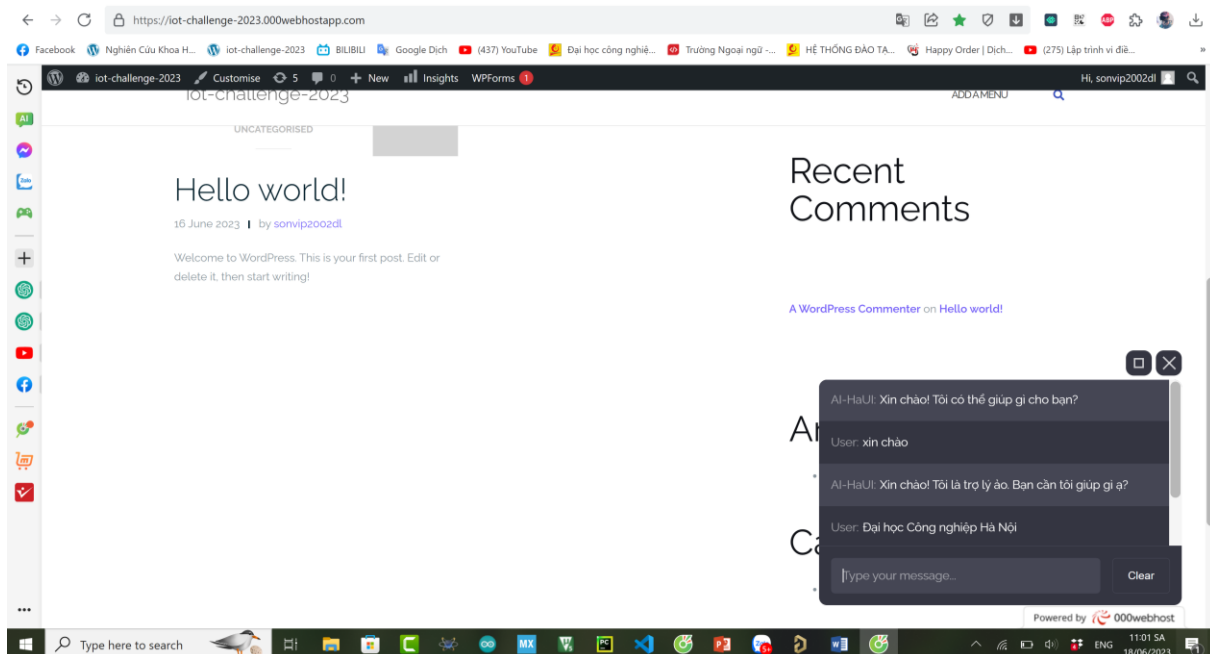 https://iot-challenge-2023.000webhostapp.com
Facebook
Nghiên Cứu Khoa H...
iot-challenge-2023
BILIBILI
Google Dịch
(437) YouTube
Đại học công nghiệ...
Trường Ngoại ngữ -...
HỆ THỐNG ĐÀO TẠ...
Happy Order | Dịch...
(275) Lập trình vi điề...
»
iot-challenge-2023
Customise
5
0
New
Insights
WPForms 1
Hi, sonvip2002dl
AI
Zalo
iot-challenge-2023
ADD A MENU
UNCATEGORISED
Hello world!
16 June 2023 | by sonvip2002dl
Welcome to WordPress. This is your first post. Edit or
delete it, then start writing!
Recent
Comments
A WordPress Commenter on Hello world!
Ar
Ca
AI-HaUI: Xin chào! Tôi có thể giúp gì cho bạn?
User: xin chào
AI-HaUI: Xin chào! Tôi là trợ lý ảo. Bạn cần tôi giúp gì ạ?
User: Đại học Công nghiệp Hà Nội
Type your message...
Clear
Powered by 000webhost
Type here to search
MX
PC
ENG
11:01 SA
18/06/2023